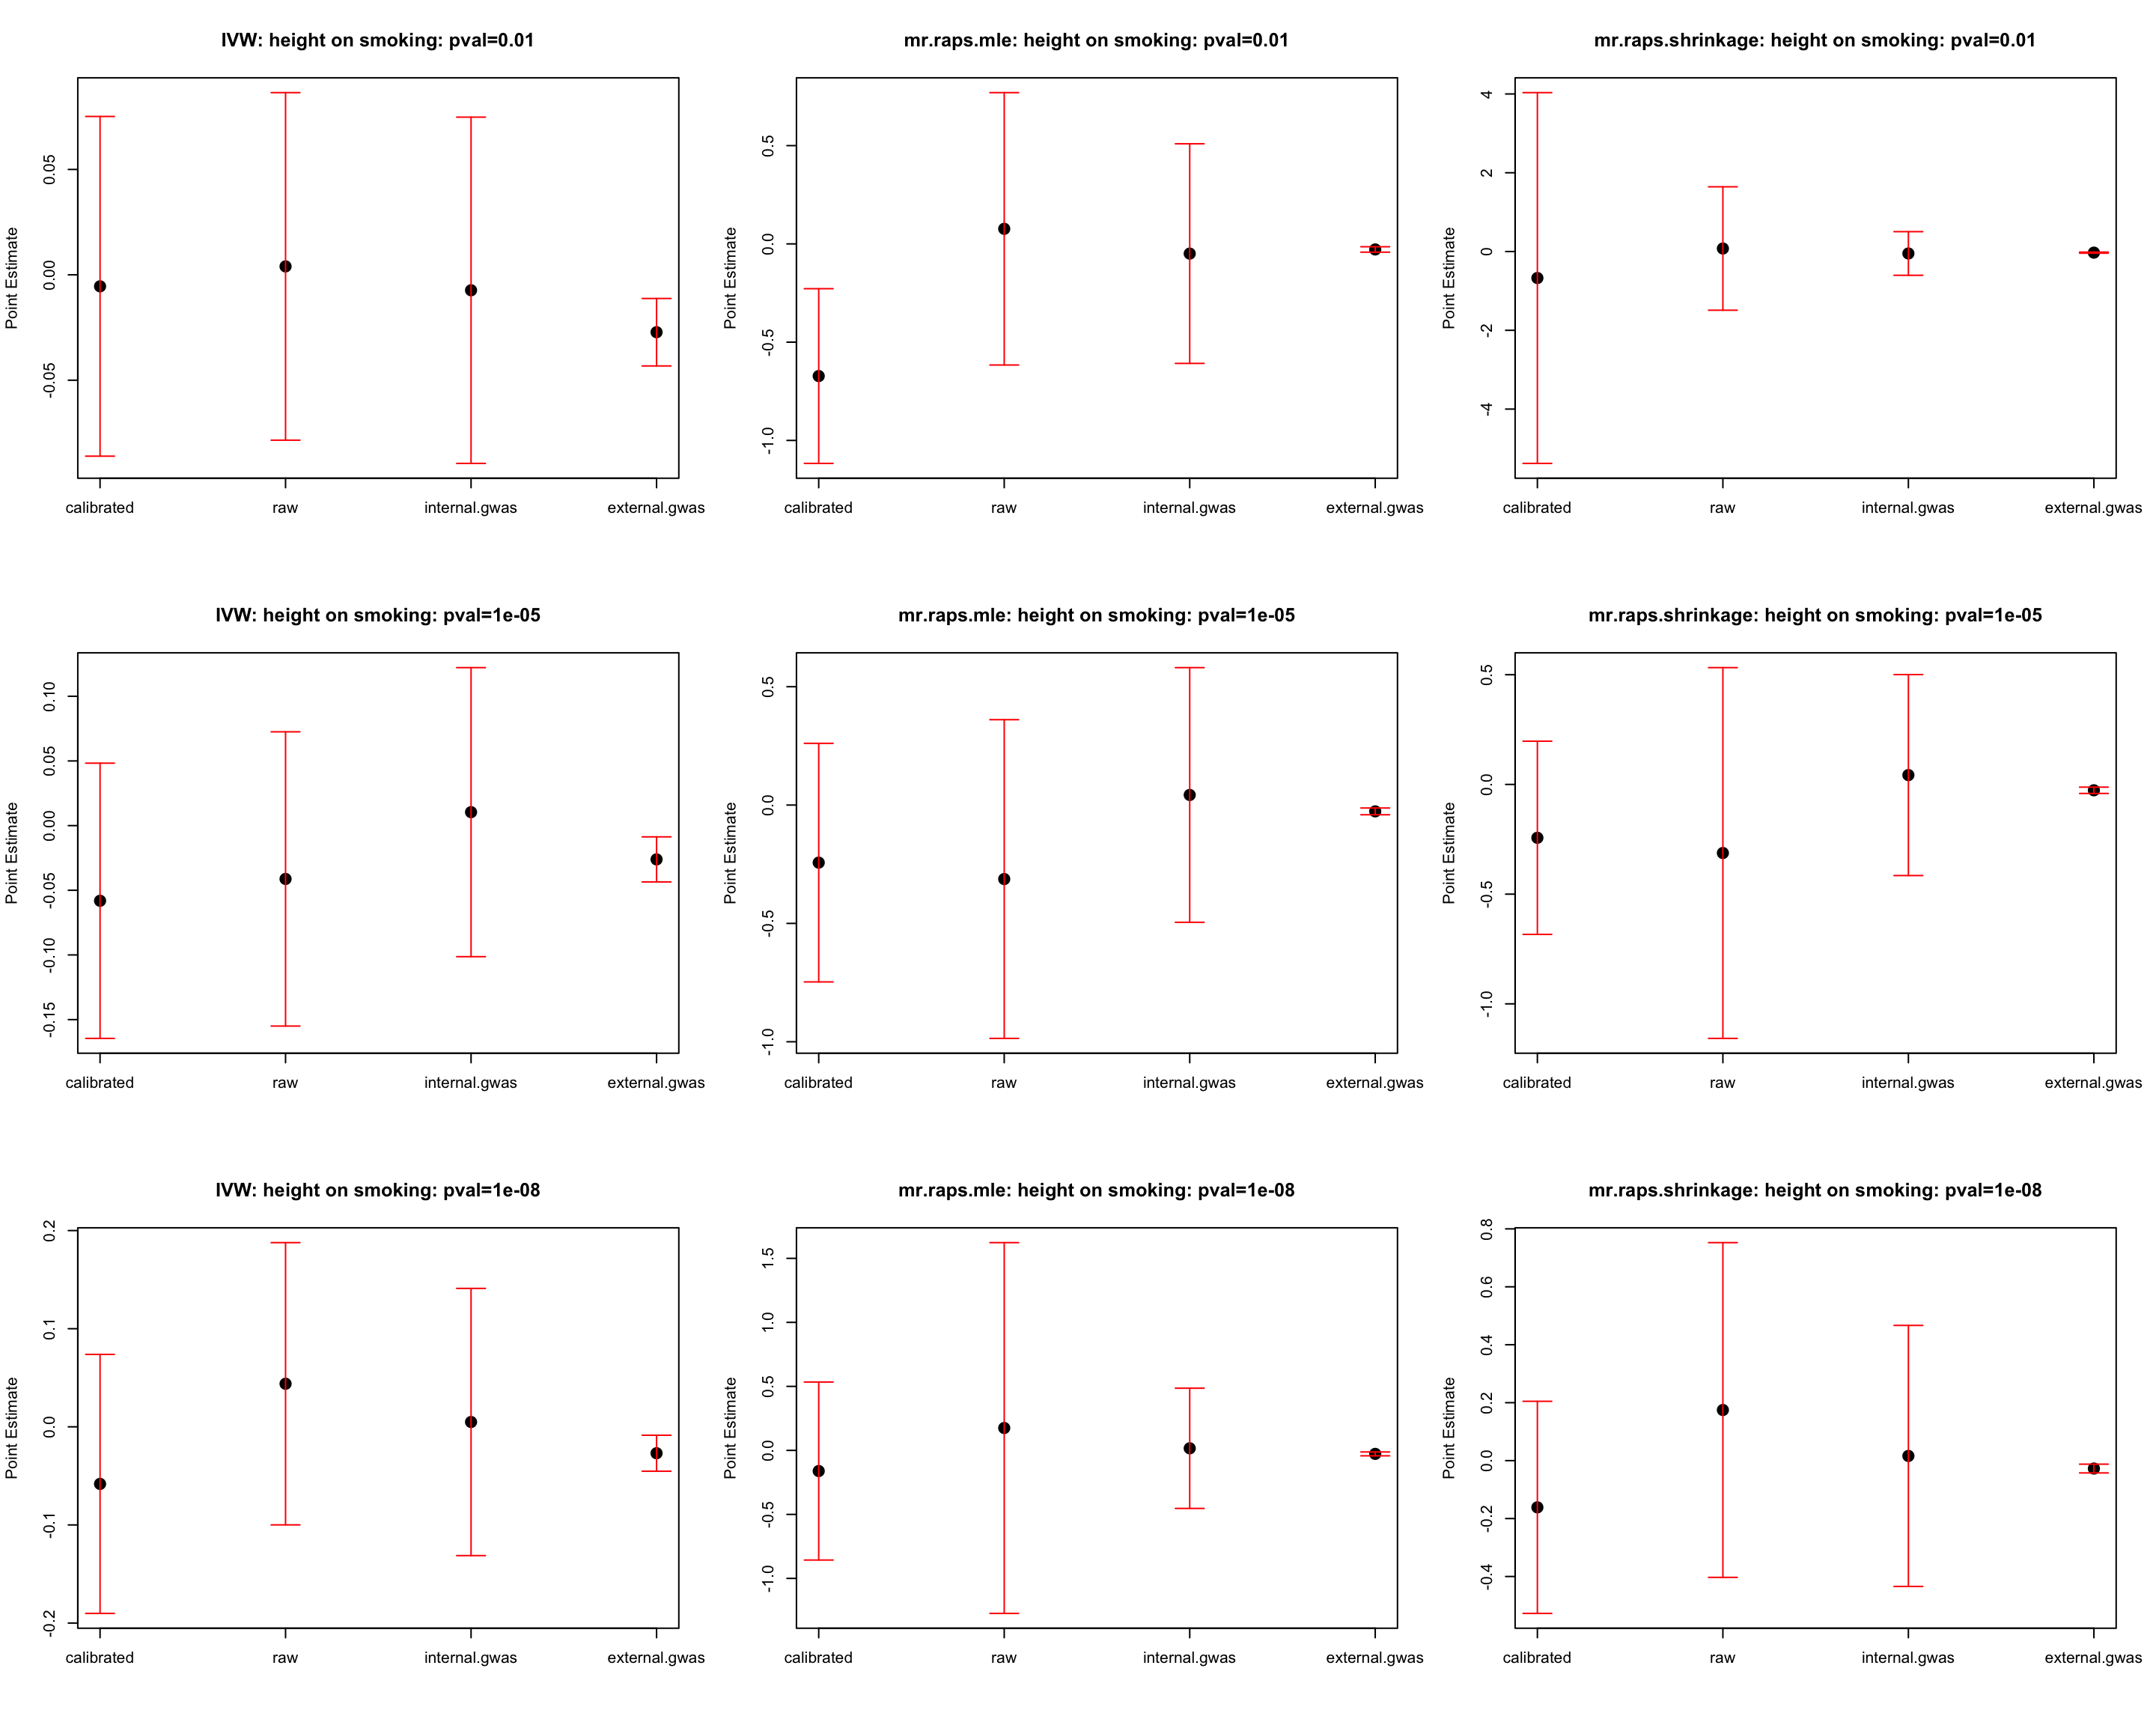 IVW: height on smoking: pval=0.01
Point Estimate
0.05
0.00
-0.05
calibrated raw internal.gwas external.gwas
mr.raps.mle: height on smoking: pval=0.01
Point Estimate
0.5
0.0
-0.5
-1.0
calibrated raw internal.gwas external.gwas
mr.raps.shrinkage: height on smoking: pval=0.01
Point Estimate
4
2
0
-2
-4
calibrated raw internal.gwas external.gwas
IVW: height on smoking: pval=1e-05
Point Estimate
0.10
0.05
0.00
-0.05
-0.10
-0.15
calibrated raw internal.gwas external.gwas
mr.raps.mle: height on smoking: pval=1e-05
Point Estimate
0.5
0.0
-0.5
-1.0
calibrated raw internal.gwas external.gwas
mr.raps.shrinkage: height on smoking: pval=1e-05
Point Estimate
0.5
0.0
-0.5
-1.0
calibrated raw internal.gwas external.gwas
IVW: height on smoking: pval=1e-08
Point Estimate
0.2
0.1
0.0
-0.1
-0.2
calibrated raw internal.gwas external.gwas
mr.raps.mle: height on smoking: pval=1e-08
Point Estimate
1.5
1.0
0.5
0.0
-0.5
-1.0
calibrated raw internal.gwas external.gwas
mr.raps.shrinkage: height on smoking: pval=1e-08
Point Estimate
0.8
0.6
0.4
0.2
0.0
-0.2
-0.4
calibrated raw internal.gwas external.gwas